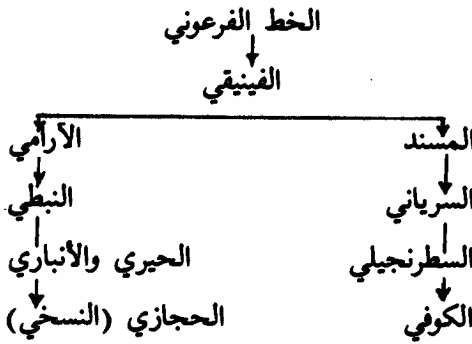 الخط الفرعوني
الفينيقي
المسند الآرامي
السرياني النبطي
السطرنجيلي الحيري والأنباري
الكوفي الحجازي (النسخي)